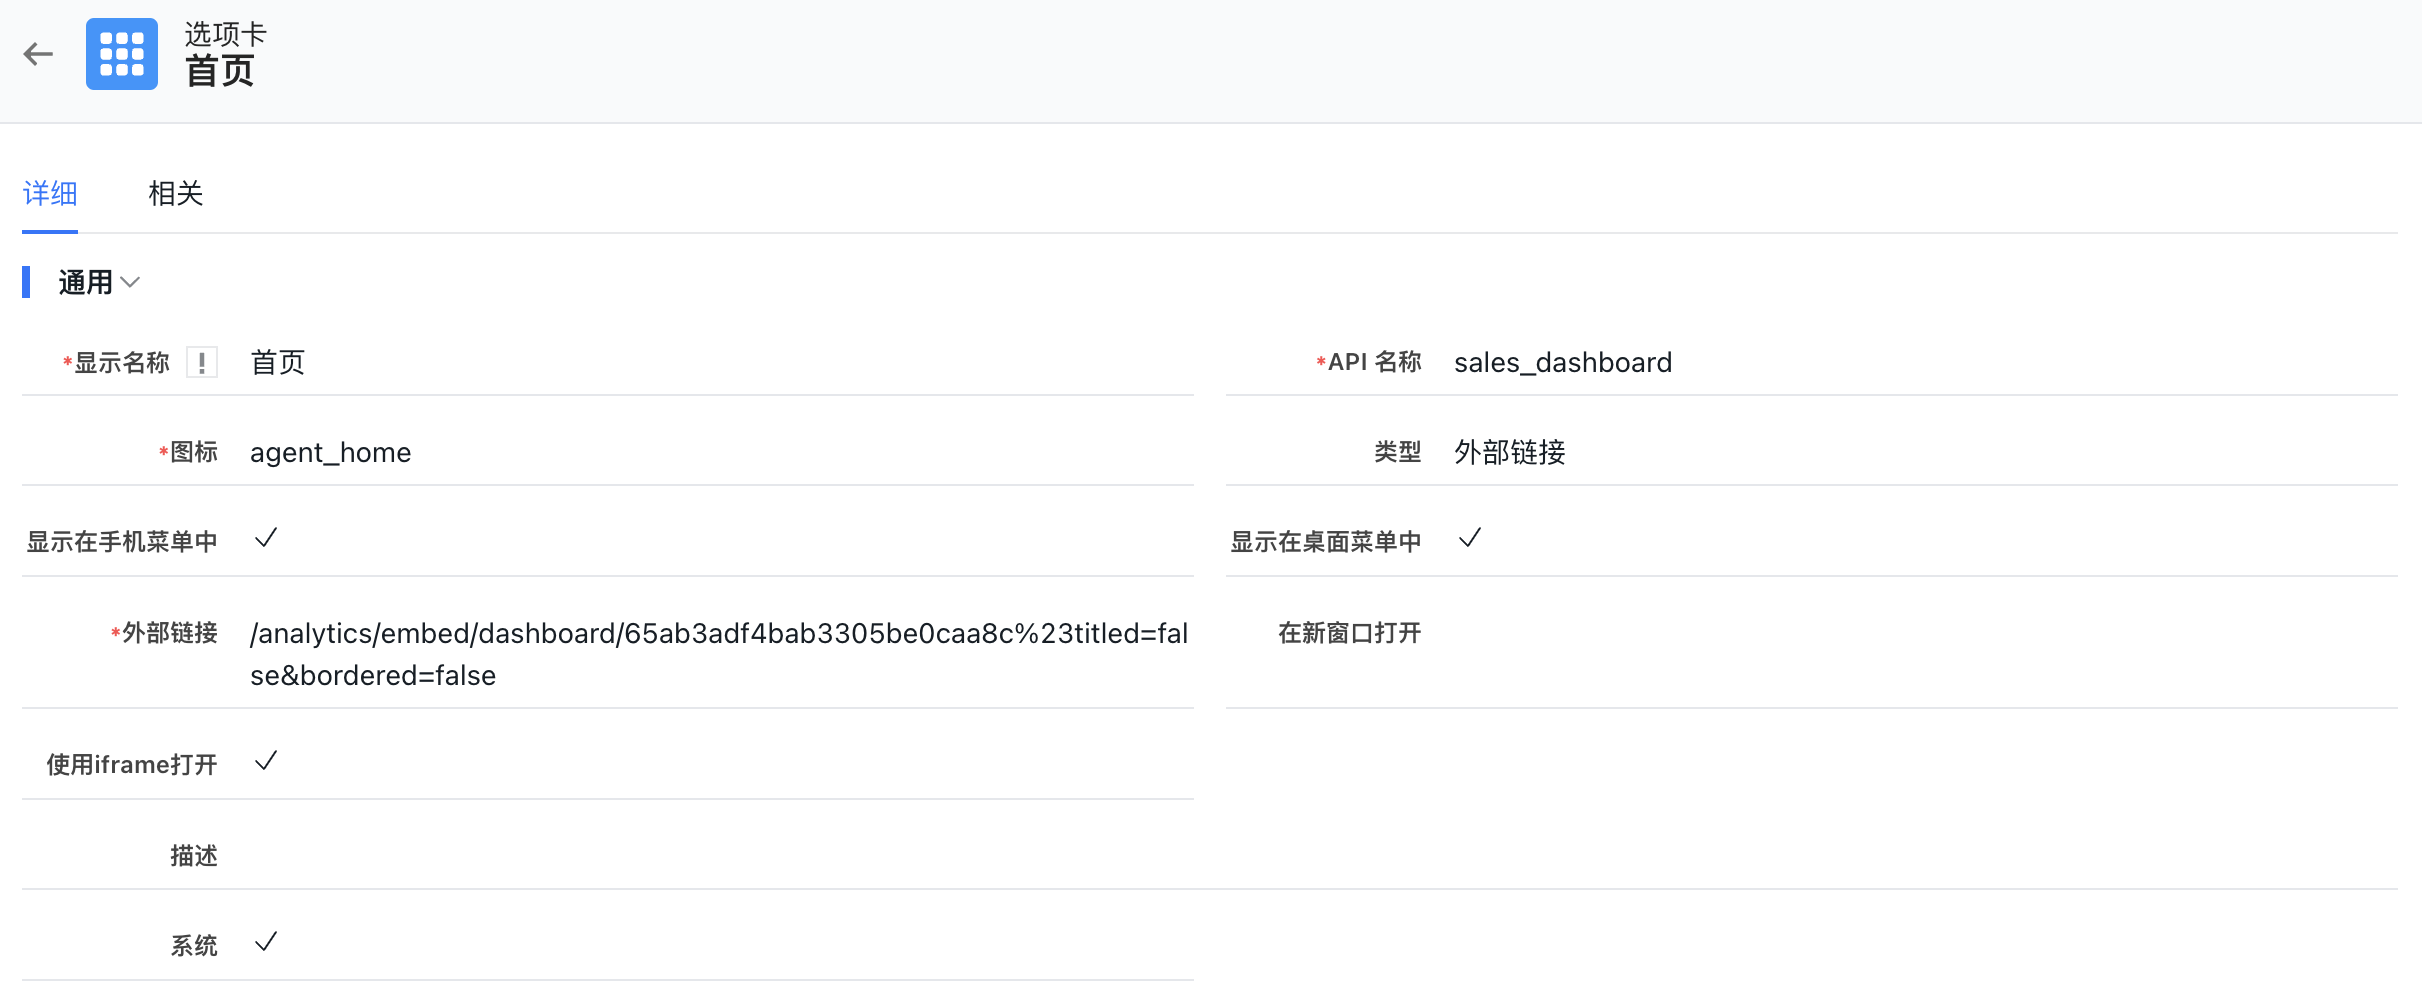 选项卡
首页
详细
相关
通用
*显示名称 ! 首页
*API 名称 sales_dashboard
*图标 agent_home
类型 外部链接
显示在手机菜单中 ✓
显示在桌面菜单中 ✓
*外部链接 /analytics/embed/dashboard/65ab3adf4bab3305be0caa8c%23titled=fal
se&bordered=false
在新窗口打开
使用iframe打开 ✓
描述
系统 ✓